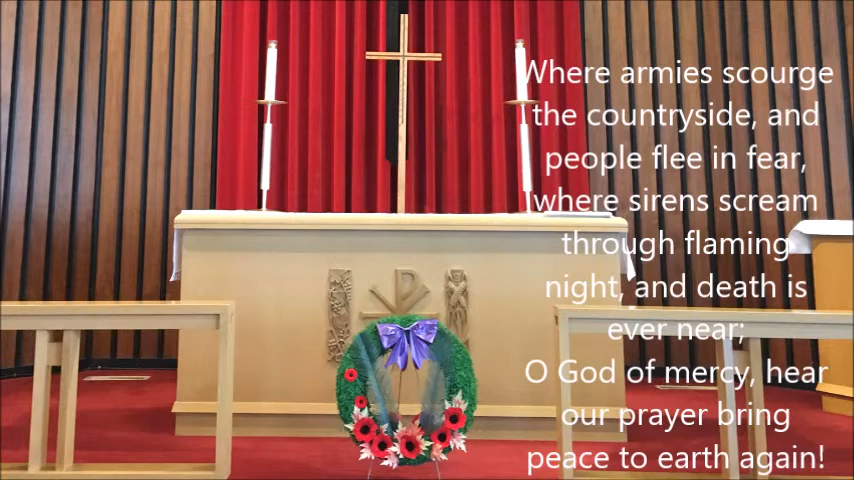 Where armies scourge
the countryside, and
people flee in fear,
where sirens scream
through flaming
night, and death is
ever near;
O God of mercy, hear
our prayer bring
peace to earth again!